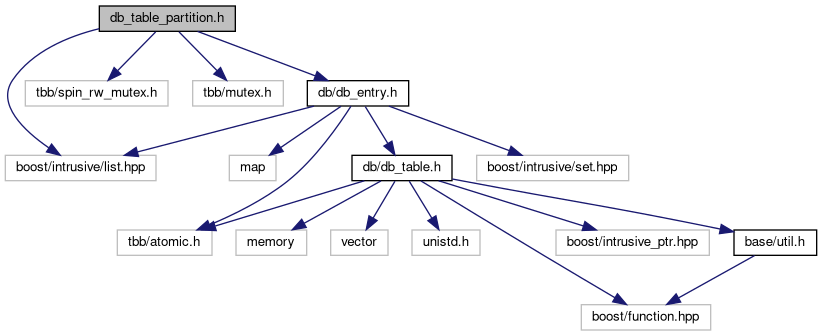 db_table_partition.h
tbb/spin_rw_mutex.h
tbb/mutex.h
db/db_entry.h
boost/intrusive/list.hpp
map
db/db_table.h
boost/intrusive/set.hpp
tbb/atomic.h
memory
vector
unistd.h
boost/intrusive_ptr.hpp
base/util.h
boost/function.hpp